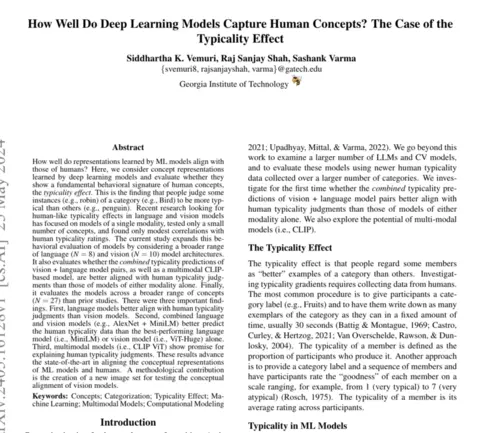 How Well Do Deep Learning Models Capture Human Concepts? The Case of the
Typicality Effect
Siddhartha K. Vemuri, Raj Sanjay Shah, Sashank Varma
{svemuri8, rajsanjayshah, varma}@gatech.edu
Georgia Institute of Technology
Abstract
How well do representations learned by ML models align with
those of humans? Here, we consider concept representations
learned by deep learning models and evaluate whether they
show a fundamental behavioral signature of human concepts,
the typicality effect. This is the finding that people judge some
instances (e.g., robin) of a category (e.g., Bird) to be more typ-
ical than others (e.g., penguin). Recent research looking for
human-like typicality effects in language and vision models
has focused on models of a single modality, tested only a small
number of concepts, and found only modest correlations with
human typicality ratings. The current study expands this be-
havioral evaluation of models by considering a broader range
of language (N = 8) and vision (N = 10) model architectures.
It also evaluates whether the combined typicality predictions of
vision + language model pairs, as well as a multimodal CLIP-
based model, are better aligned with human typicality judg-
ments than those of models of either modality alone. Finally,
it evaluates the models across a broader range of concepts
(N = 27) than prior studies. There were three important find-
ings. First, language models better align with human typicality
judgments than vision models. Second, combined language
and vision models (e.g., AlexNet + MiniLM) better predict
the human typicality data than the best-performing language
model (i.e., MiniLM) or vision model (i.e., ViT-Huge) alone.
Third, multimodal models (i.e., CLIP ViT) show promise for
explaining human typicality judgments. These results advance
the state-of-the-art in aligning the conceptual representations
of ML models and humans. A methodological contribution
is the creation of a new image set for testing the conceptual
alignment of vision models.
Keywords: Concepts; Categorization; Typicality Effect; Ma-
chine Learning; Multimodal Models; Computational Modeling
Introduction
2021; Upadhyay, Mittal, & Varma, 2022). We go beyond this
work to examine a larger number of LLMs and CV models,
and to evaluate these models using newer human typicality
data collected over a larger number of categories. We inves-
tigate for the first time whether the combined typicality pre-
dictions of vision + language model pairs better align with
human typicality judgments than those of models of either
modality alone. We also explore the potential of multi-modal
models (i.e., CLIP).
The Typicality Effect
The typicality effect is that people regard some members
as “better” examples of a category than others. Investigat-
ing typicality gradients requires collecting data from humans.
The most common procedure is to give participants a cate-
gory label (e.g., Fruits) and to have them write down as many
exemplars of the category as they can in a fixed amount of
time, usually 30 seconds (Battig & Montague, 1969; Castro,
Curley, & Hertzog, 2021; Van Overschelde, Rawson, & Dun-
losky, 2004). The typicality of a member is defined as the
proportion of participants who produce it. Another approach
is to provide a category label and a sequence of members and
have participants rate the “goodness” of each member on a
scale ranging, for example, from 1 (very typical) to 7 (very
atypical) (Rosch, 1975). The typicality of a member is its
average rating across participants.
Typicality in ML Models